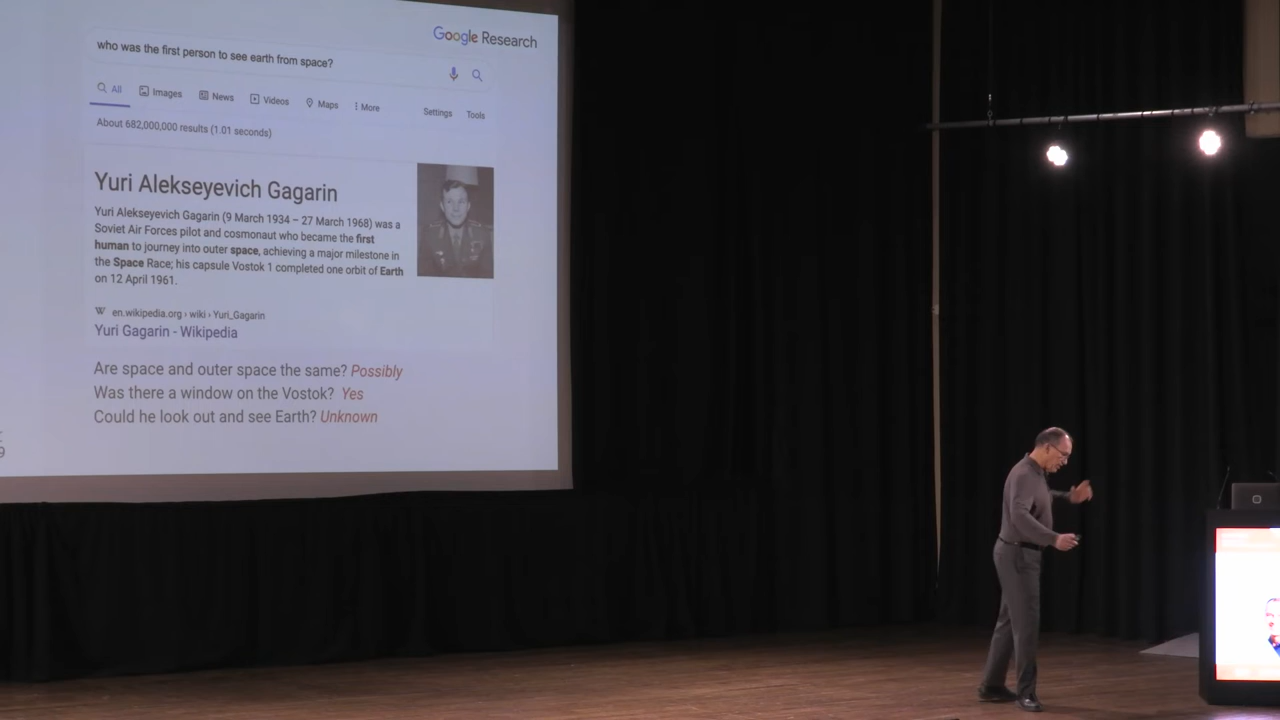 Google Research
who was the first person to see earth from space?
All Images News Videos Maps More
Settings Tools
About 682,000,000 results (1.01 seconds)
Yuri Alekseyevich Gagarin
Yuri Alekseyevich Gagarin (9 March 1934 – 27 March 1968) was a
Soviet Air Forces pilot and cosmonaut who became the first
human to journey into outer space, achieving a major milestone in
the Space Race; his capsule Vostok 1 completed one orbit of Earth
on 12 April 1961.
W en.wikipedia.org › wiki › Yuri_Gagarin
Yuri Gagarin - Wikipedia
Are space and outer space the same? Possibly
Was there a window on the Vostok? Yes
Could he look out and see Earth? Unknown
9